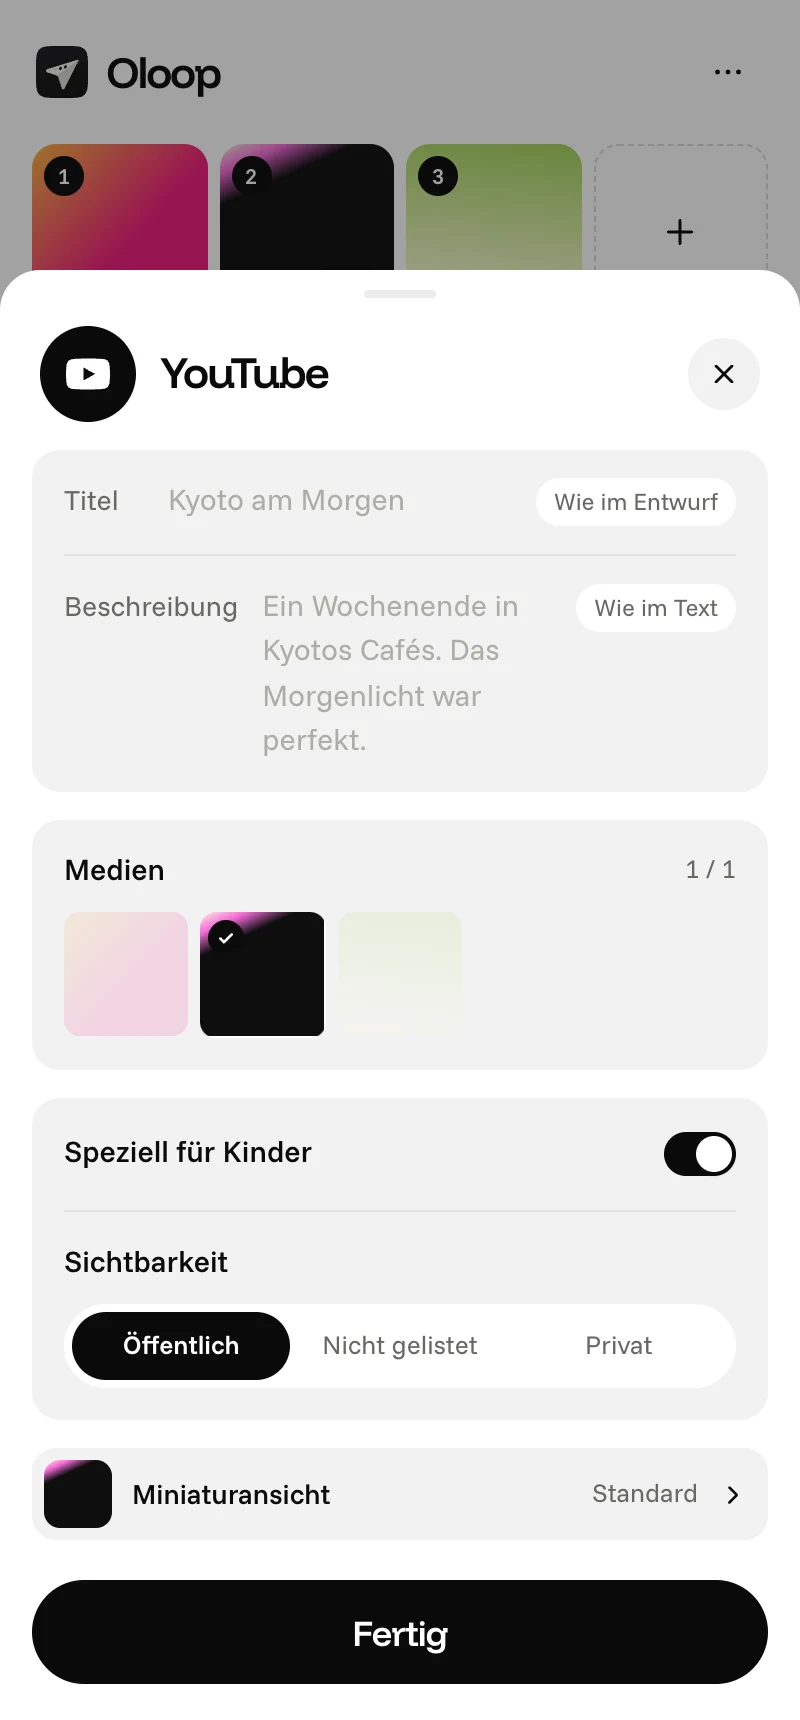 Oloop
1
2
3
YouTube
Titel
Kyoto am Morgen
Wie im Entwurf
Beschreibung
Ein Wochenende in
Kyotos Cafés. Das
Morgenlicht war
perfekt.
Wie im Text
Medien
1 / 1
Speziell für Kinder
Sichtbarkeit
Öffentlich
Nicht gelistet
Privat
Miniaturansicht
Standard
Fertig